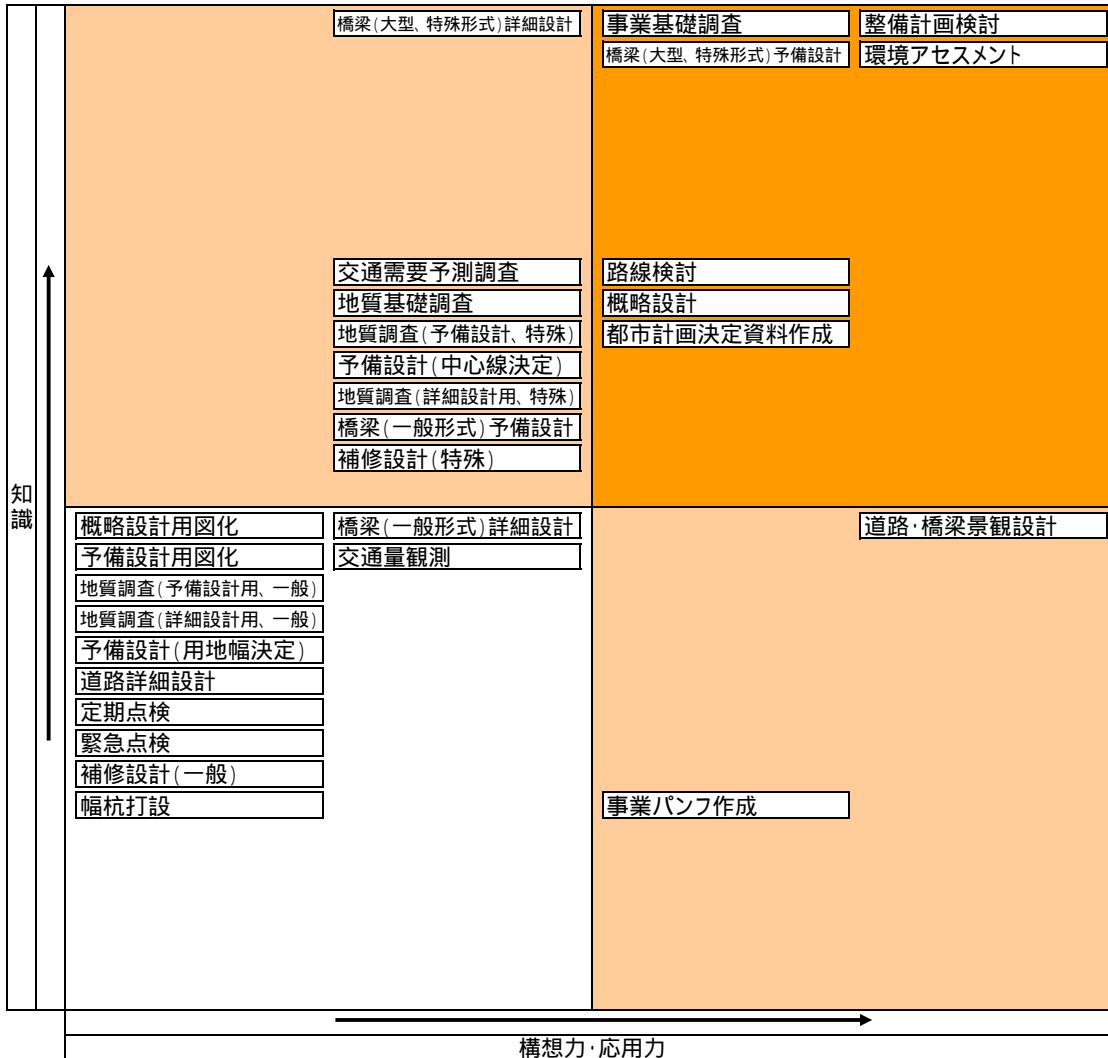 橋梁(大型、特殊形式)詳細設計
事業基礎調査
整備計画検討
橋梁(大型、特殊形式)予備設計
環境アセスメント
交通需要予測調査
路線検討
地質基礎調査
概略設計
地質調査(予備設計、特殊)
都市計画決定資料作成
予備設計(中心線決定)
地質調査(詳細設計用、特殊)
橋梁(一般形式)予備設計
補修設計(特殊)
知識
概略設計用図化
橋梁(一般形式)詳細設計
道路・橋梁景観設計
予備設計用図化
交通量観測
地質調査(予備設計用、一般)
地質調査(詳細設計用、一般)
予備設計(用地幅決定)
道路詳細設計
定期点検
緊急点検
補修設計(一般)
幅杭打設
事業パンフ作成
構想力・応用力